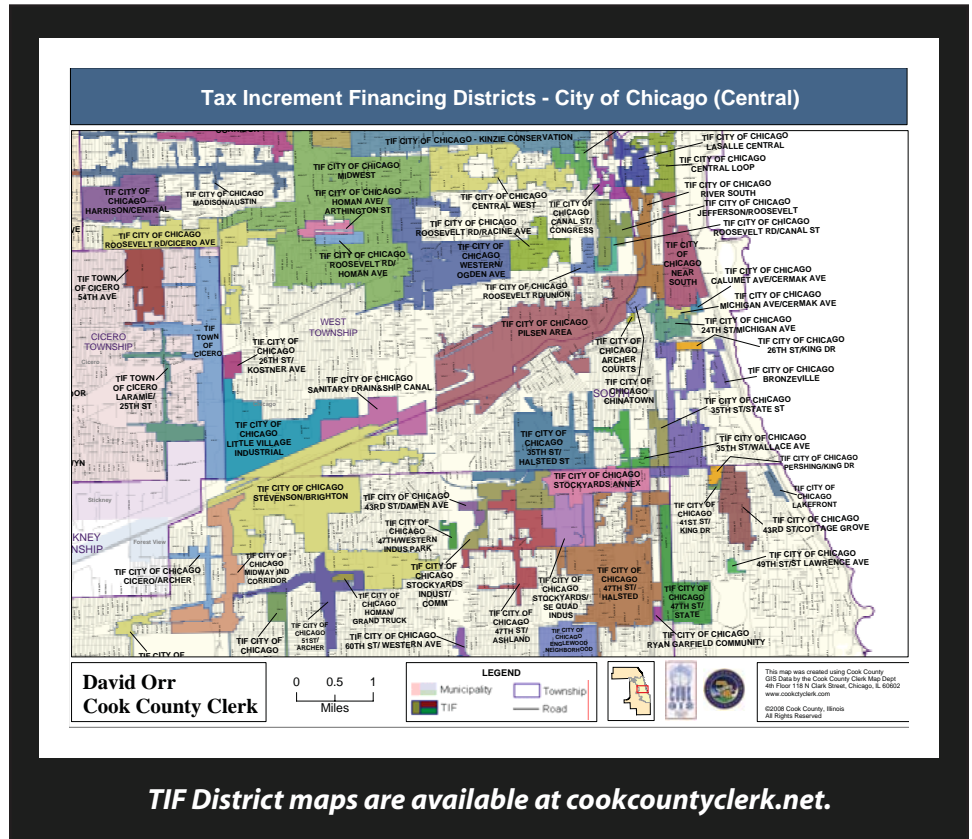 Tax Increment Financing Districts - City of Chicago (Central)
TIF CITY OF CHICAGO - KINZIE CONSERVATION
TIF CITY OF CHICAGO
LASALLE CENTRAL
TIF CITY OF CHICAGO
CENTRAL LOOP
TIF CITY OF CHICAGO
MIDWEST
TIF CITY OF
CHICAGO
HARRISON/CENTRAL
TIF CITY OF CHICAGO
MADISON/AUSTIN
TIF CITY OF CHICAGO
HOMAN AVE/
ARTHINGTON ST
TIF CITY OF CHICAGO
CENTRAL WEST
TIF CITY OF
CHICAGO
CANAL ST/
CONGRESS
TIF CITY OF CHICAGO
RIVER SOUTH
TIF CITY OF CHICAGO
JEFFERSON/ROOSEVELT
TIF CITY OF CHICAGO
ROOSEVELT RD/CANAL ST
TIF CITY OF CHICAGO
ROOSEVELT RD/CICERO AVE
TIF CITY OF CHICAGO
ROOSEVELT RD/RACINE AVE
TIF CITY OF
CHICAGO
ROOSEVELT RD/
HOMAN AVE
TIF CITY OF
CHICAGO
WESTERN/
OGDEN AVE
TIF CITY
OF
CHICAGO
NEAR
SOUTH
TIF TOWN
OF CICERO
54TH AVE
TIF CITY OF CHICAGO
ROOSEVELT RD/UNION
TIF CITY OF CHICAGO
CALUMET AVE/CERMAK AVE
TIF CITY OF CHICAGO
MICHIGAN AVE/CERMAK AVE
TIF CITY OF CHICAGO
24TH ST/MICHIGAN AVE
TIF CITY OF CHICAGO
26TH ST/KING DR
CICERO
TOWNSHIP
Cicero
TIF
TOWN
OF
CICERO
WEST
TOWNSHIP
TIF CITY OF CHICAGO
PILSEN AREA
TIF CITY OF
CHICAGO
26TH ST/
KOSTNER AVE
TIF CITY OF
CHICAGO
ARCHER
COURTS
TIF CITY OF CHICAGO
BRONZEVILLE
TIF TOWN
OF CICERO
LARAMIE/
25TH ST
TIF CITY OF CHICAGO
SANITARY DRAIN&SHIP CANAL
TIF CITY OF
CHICAGO
CHINATOWN
TIF CITY OF CHICAGO
35TH ST/STATE ST
TIF CITY OF
CHICAGO
LITTLE VILLAGE
INDUSTRIAL
TIF CITY OF
CHICAGO
35TH ST/
HALSTED ST
TIF CITY OF CHICAGO
35TH ST/WALLACE AVE
TIF CITY OF CHICAGO
PERSHING/KING DR
TIF CITY OF CHICAGO
STEVENSON/BRIGHTON
TIF CITY OF CHICAGO
STOCKYARDS ANNEX
TIF CITY OF
CHICAGO
LAKEFRONT
Stickney
TIF CITY OF CHICAGO
43RD ST/DAMEN AVE
TIF CITY OF
CHICAGO
41ST ST/
KING DR
TIF CITY OF CHICAGO
43RD ST/COTTAGE GROVE
KNEY
NSHIP
Forest View
TIF CITY OF
CHICAGO
47TH/WESTERN
INDUS PARK
TIF CITY OF CHICAGO
49TH ST/ST LAWRENCE AVE
TIF CITY OF CHICAGO
CICERO/ARCHER
TIF CITY OF
CHICAGO
MIDWAY IND
CORRIDOR
TIF CITY OF
CHICAGO
STOCKYARDS
INDUST/
COMM
TIF CITY OF
CHICAGO
STOCKYARDS/
SE QUAD
INDUS
TIF CITY OF
CHICAGO
47TH ST/
HALSTED
TIF CITY OF
CHICAGO
47TH ST/
STATE
TIF CITY OF
CHICAGO
HOMAN/
GRAND TRUCK
TIF CITY OF
CHICAGO
51ST/
ARCHER
TIF CITY OF
CHICAGO
47TH ST/
ASHLAND
TIF CITY OF CHICAGO
60TH ST/ WESTERN AVE
TIF CITY OF
CHICAGO
ENGLEWOOD
NEIGHBORHOOD
TIF CITY OF CHICAGO
RYAN GARFIELD COMMUNITY
TIF CITY OF
CHICAGO
TIF CITY OF
David Orr
Cook County Clerk
0 0.5 1
Miles
LEGEND
Municipality
Township
TIF
Road
COOK
GIS
This map was created using Cook County
GIS Data by the Cook County Clerk Map Dept
4th Floor 118 N Clark Street, Chicago, IL 60602
www.cookctyclerk.com
©2008 Cook County, Illinois
All Rights Reserved
TIF District maps are available at cookcountyclerk.net.